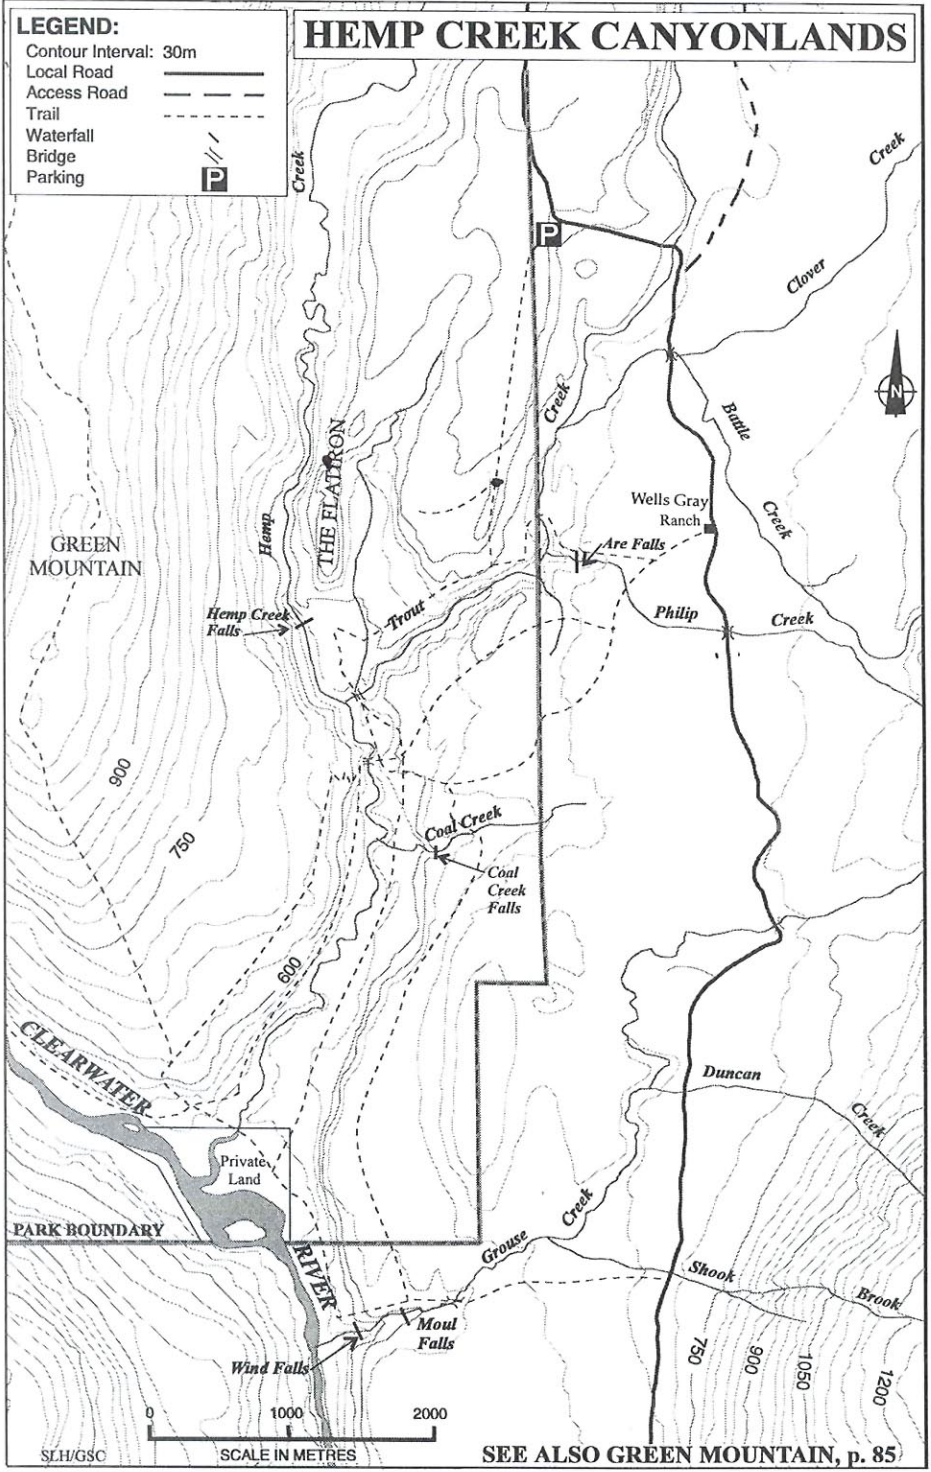 HEMP CREEK CANYONLANDS
LEGEND:
Contour Interval: 30m
Local Road
Access Road
Trail
Waterfall
Bridge
Parking
P
Creek
Creek
P
Clover
N
Creek
Battle
THE FLATIRON
Wells Gray
Ranch
Creek
Hemp
GREEN
MOUNTAIN
Are Falls
Hemp Creek
Falls
Trout
Philip
Creek
900
750
Coal Creek
Coal
Creek
Falls
600
CLEARWATER
Duncan
Creek
Private
Land
PARK BOUNDARY
RIVER
Creek
Grouse
Shook
Brook
Moul
Falls
Wind Falls
750
900
1050
1200
0
1000
2000
SCALE IN METRES
SLH/GSC
SEE ALSO GREEN MOUNTAIN, p. 85